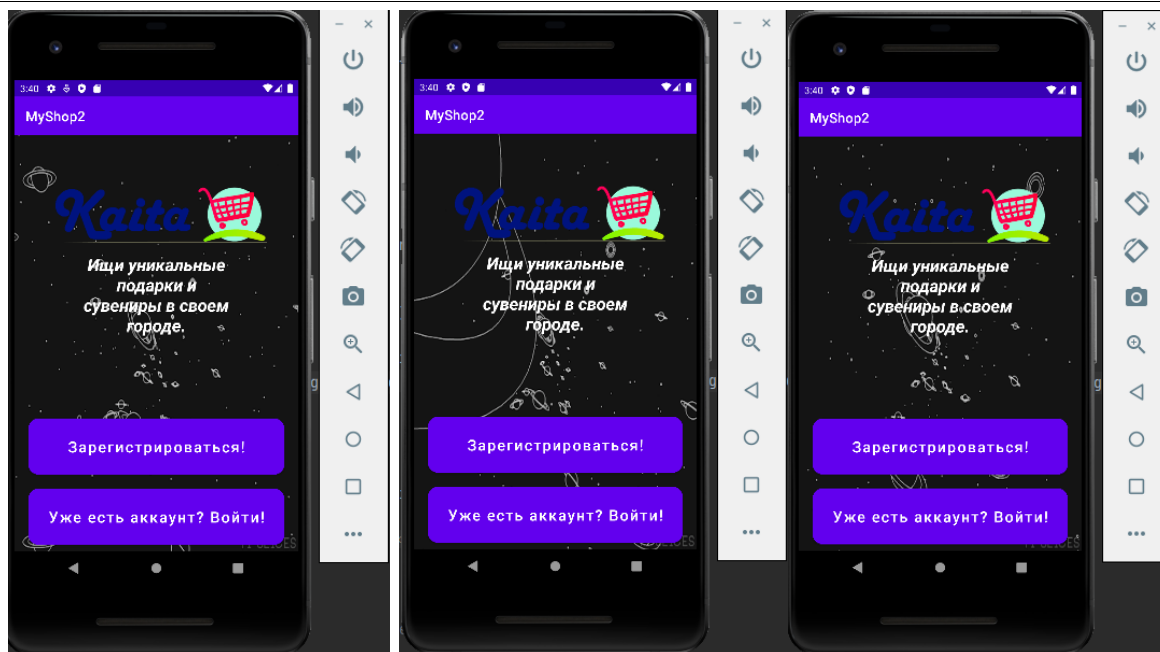 3:40
MyShop2
Kaita
Ищи уникальные
подарки и
сувениры в своем
городе.
Зарегистрироваться!
Уже есть аккаунт? Войти!
3:40
MyShop2
Kaita
Ищи уникальные
подарки и
сувениры в своем
городе.
Зарегистрироваться!
Уже есть аккаунт? Войти!
3:40
MyShop2
Kaita
Ищи уникальные
подарки и
сувениры в своем
городе.
Зарегистрироваться!
Уже есть аккаунт? Войти!